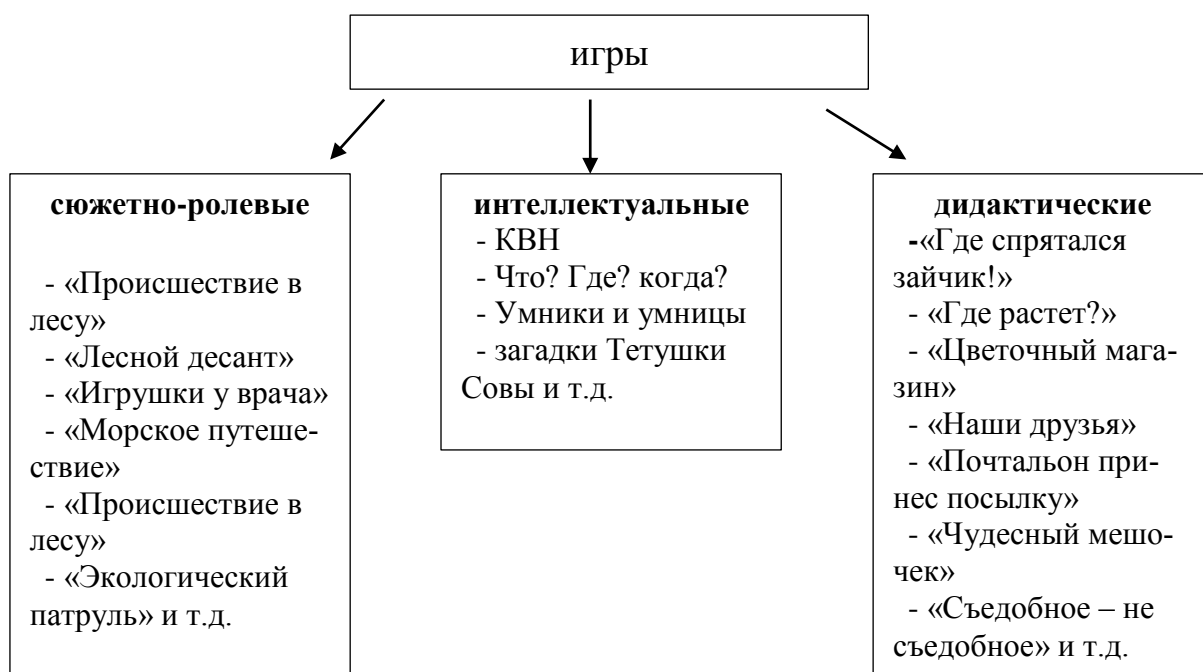 игры
сюжетно-ролевые
- «Происшествие в
лесу»
- «Лесной десант»
- «Игрушки у врача»
- «Морское путеше-
ствие»
- «Происшествие в
лесу»
- «Экологический
патруль» и т.д.
интеллектуальные
- КВН
- Что? Где? когда?
- Умники и умницы
- загадки Тетушки
Совы и т.д.
дидактические
-«Где спрятался
зайчик!»
- «Где растет?»
- «Цветочный мага-
зин»
- «Наши друзья»
- «Почтальон при-
нес посылку»
- «Чудесный мешо-
чек»
- «Съедобное – не
съедобное» и т.д.